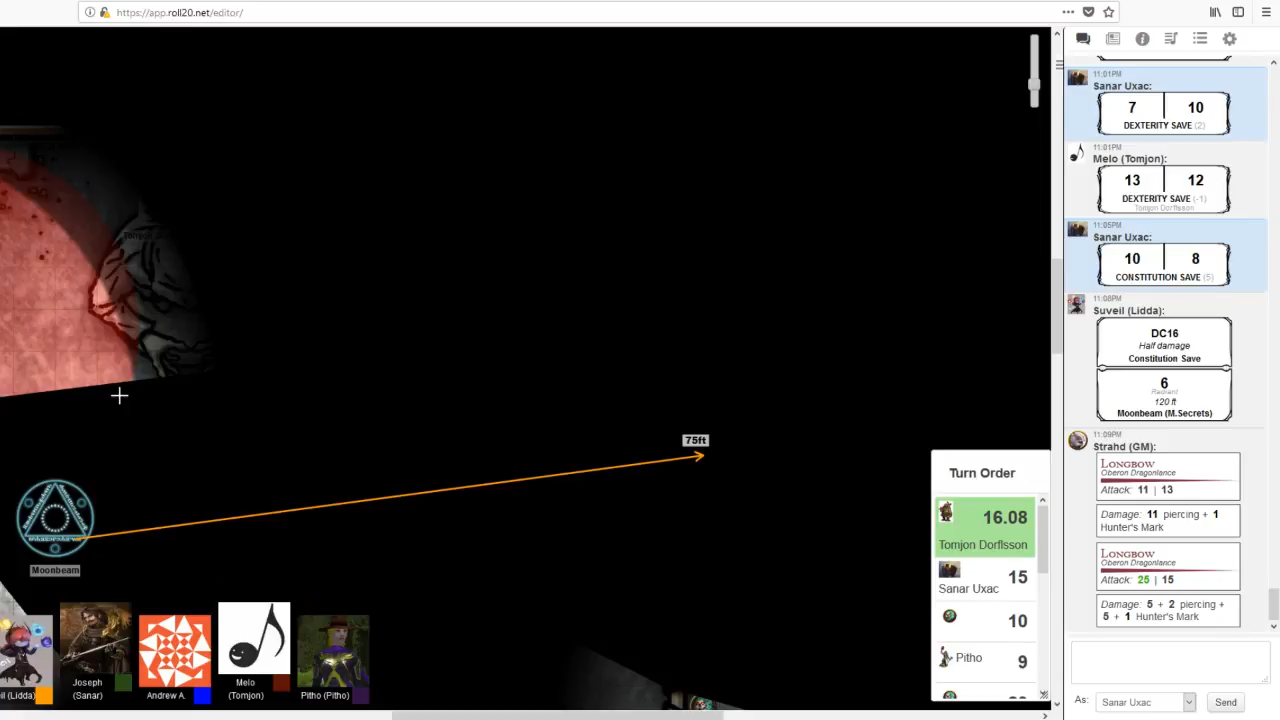 https://app.roll20.net/editor/
11:01PM
Sanar Uxac:
7 10
DEXTERITY SAVE (2)
11:01PM
Melo (Tomjon):
13 12
DEXTERITY SAVE (-1)
Tomjon Dorflsson
11:05PM
Sanar Uxac:
10 8
CONSTITUTION SAVE (5)
11:08PM
Suveil (Lidda):
DC16
Half damage
Constitution Save
6
Radiant
120 ft
Moonbeam (M.Secrets)
11:09PM
Strahd (GM):
LONGBOW
Oberon Dragonlance
Attack: 11 | 13
Damage: 11 piercing + 1
Hunter's Mark
LONGBOW
Oberon Dragonlance
Attack: 25 | 15
Damage: 5 + 2 piercing +
5 + 1 Hunter's Mark
As: Sanar Uxac Send
75ft
Moonbeam
Turn Order
16.08
Tomjon Dorflsson
15
Sanar Uxac
10
Pitho 9
eil (Lidda)
Joseph
(Sanar)
Andrew A.
Melo
(Tomjon)
Pitho (Pitho)